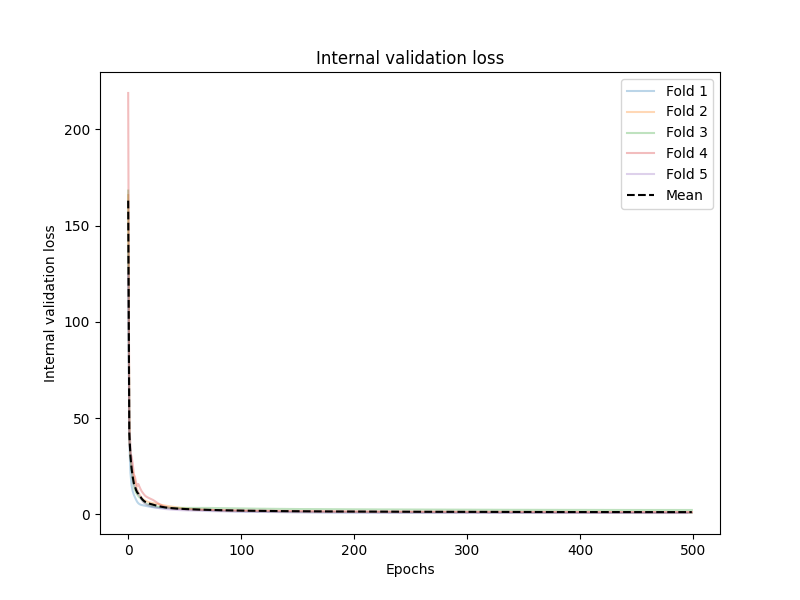 Internal validation loss
Fold 1
Fold 2
Fold 3
Fold 4
Fold 5
Mean
200
150
100
50
0
Internal validation loss
0 100 200 300 400 500
Epochs